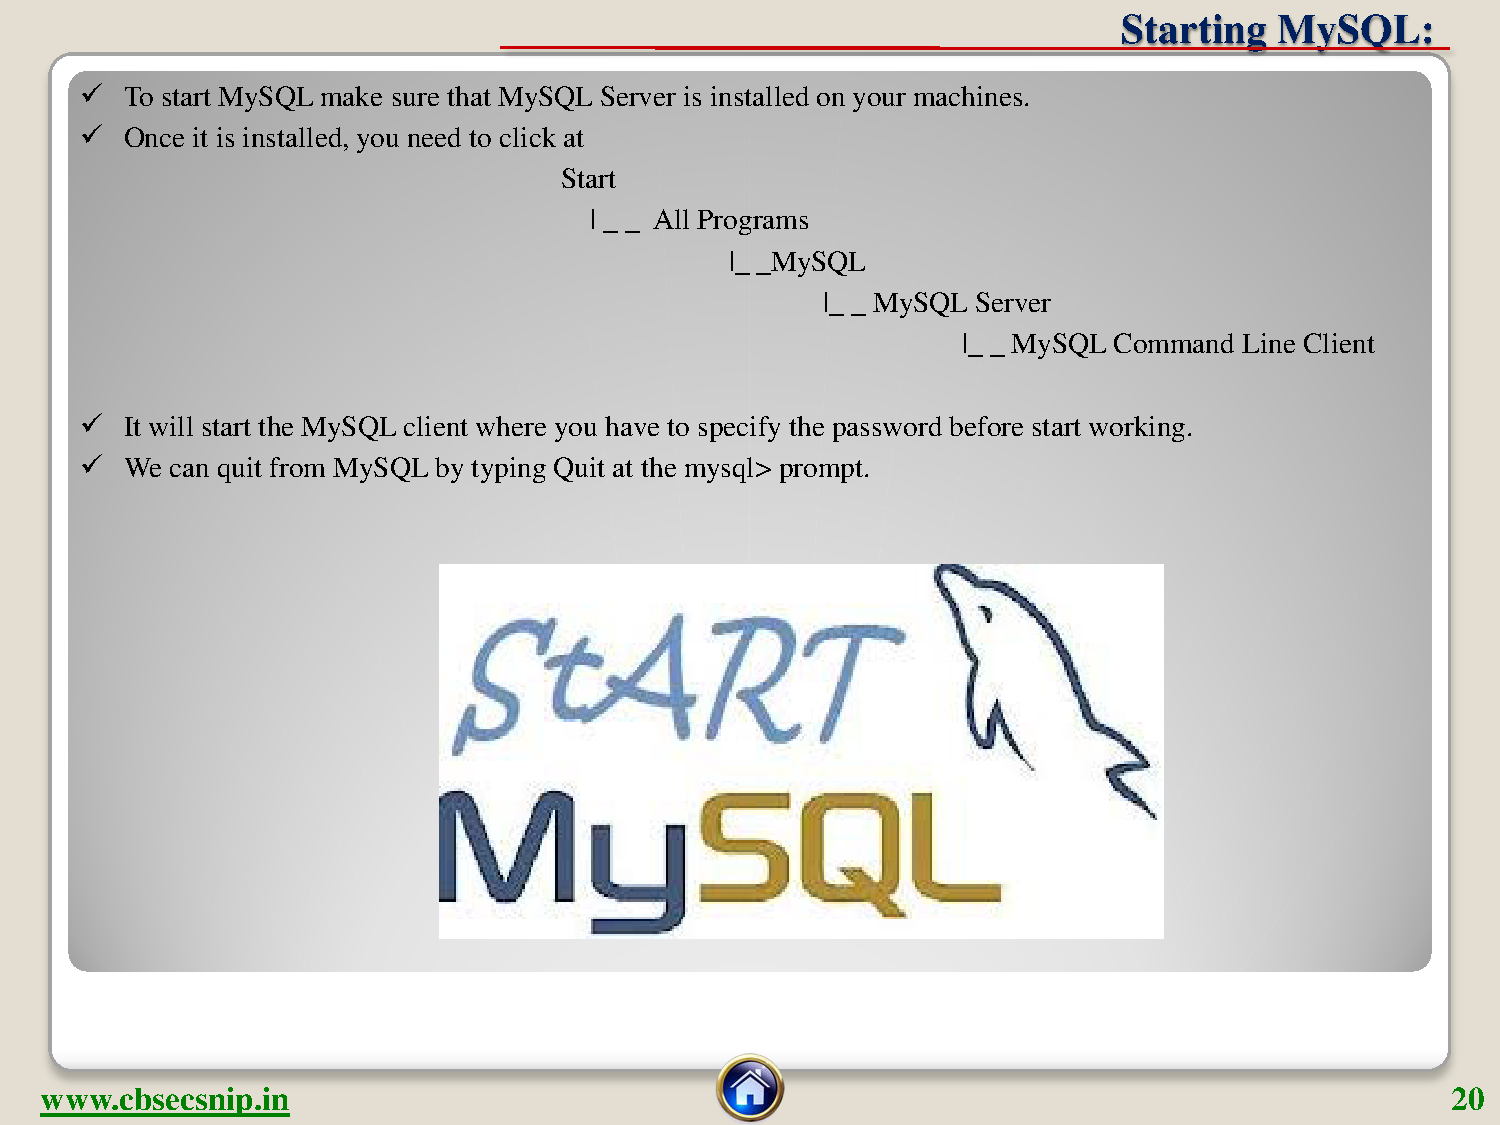 Starting MySQL:
✓ To start MySQL make sure that MySQL Server is installed on your machines.
✓ Once it is installed, you need to click at
Start
|_ _ All Programs
|_ _MySQL
|_ _ MySQL Server
|_ _ MySQL Command Line Client
✓ It will start the MySQL client where you have to specify the password before start working.
✓ We can quit from MySQL by typing Quit at the mysql> prompt.
StART
MySQL
www.cbsecsnip.in
20